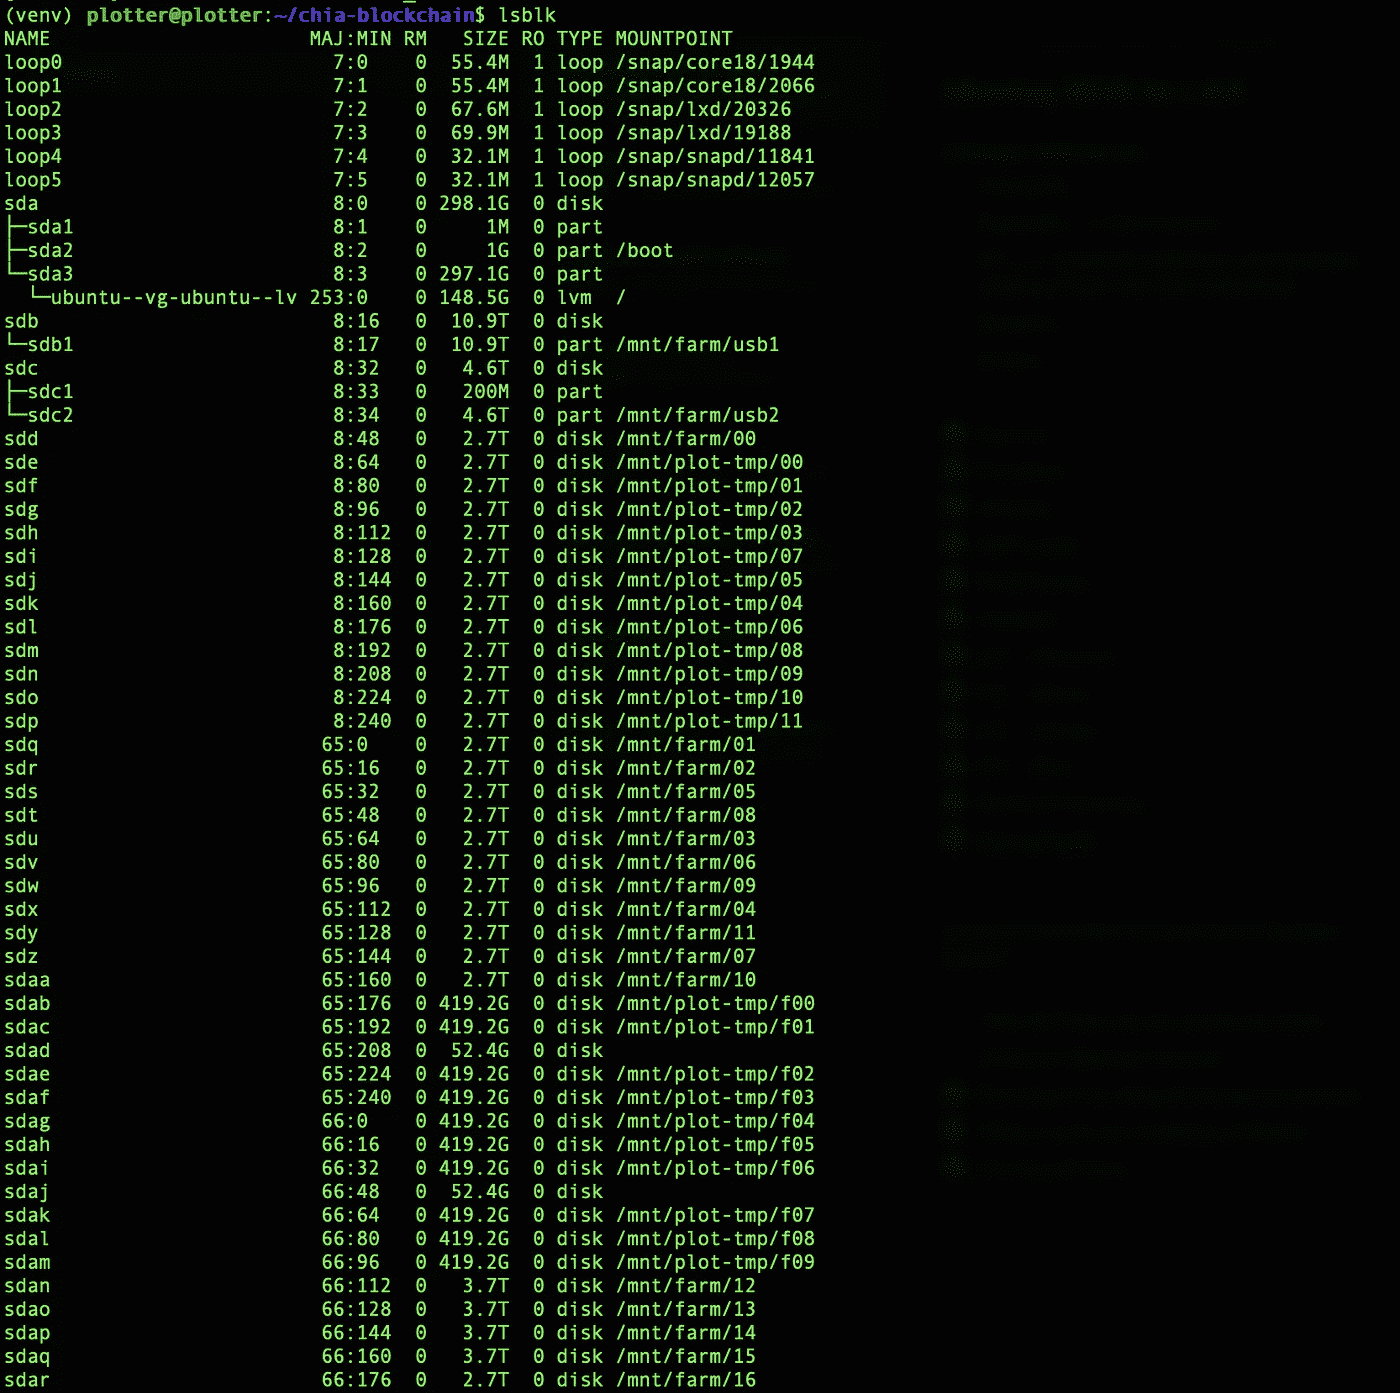 (venv) plotter@plotter:~/chia-blockchain$ lsblk
NAME                      MAJ:MIN RM   SIZE RO TYPE MOUNTPOINT
loop0                       7:0    0  55.4M  1 loop /snap/core18/1944
loop1                       7:1    0  55.4M  1 loop /snap/core18/2066
loop2                       7:2    0  67.6M  1 loop /snap/lxd/20326
loop3                       7:3    0  69.9M  1 loop /snap/lxd/19188
loop4                       7:4    0  32.1M  1 loop /snap/snapd/11841
loop5                       7:5    0  32.1M  1 loop /snap/snapd/12057
sda                         8:0    0 298.1G  0 disk
├─sda1                      8:1    0     1M  0 part
├─sda2                      8:2    0     1G  0 part /boot
└─sda3                      8:3    0 297.1G  0 part
  └─ubuntu--vg-ubuntu--lv 253:0    0 148.5G  0 lvm  /
sdb                         8:16   0  10.9T  0 disk
└─sdb1                      8:17   0  10.9T  0 part /mnt/farm/usb1
sdc                         8:32   0   4.6T  0 disk
├─sdc1                      8:33   0   200M  0 part
└─sdc2                      8:34   0   4.6T  0 part /mnt/farm/usb2
sdd                         8:48   0   2.7T  0 disk /mnt/farm/00
sde                         8:64   0   2.7T  0 disk /mnt/plot-tmp/00
sdf                         8:80   0   2.7T  0 disk /mnt/plot-tmp/01
sdg                         8:96   0   2.7T  0 disk /mnt/plot-tmp/02
sdh                         8:112  0   2.7T  0 disk /mnt/plot-tmp/03
sdi                         8:128  0   2.7T  0 disk /mnt/plot-tmp/07
sdj                         8:144  0   2.7T  0 disk /mnt/plot-tmp/05
sdk                         8:160  0   2.7T  0 disk /mnt/plot-tmp/04
sdl                         8:176  0   2.7T  0 disk /mnt/plot-tmp/06
sdm                         8:192  0   2.7T  0 disk /mnt/plot-tmp/08
sdn                         8:208  0   2.7T  0 disk /mnt/plot-tmp/09
sdo                         8:224  0   2.7T  0 disk /mnt/plot-tmp/10
sdp                         8:240  0   2.7T  0 disk /mnt/plot-tmp/11
sdq                        65:0    0   2.7T  0 disk /mnt/farm/01
sdr                        65:16   0   2.7T  0 disk /mnt/farm/02
sds                        65:32   0   2.7T  0 disk /mnt/farm/05
sdt                        65:48   0   2.7T  0 disk /mnt/farm/08
sdu                        65:64   0   2.7T  0 disk /mnt/farm/03
sdv                        65:80   0   2.7T  0 disk /mnt/farm/06
sdw                        65:96   0   2.7T  0 disk /mnt/farm/09
sdx                        65:112  0   2.7T  0 disk /mnt/farm/04
sdy                        65:128  0   2.7T  0 disk /mnt/farm/11
sdz                        65:144  0   2.7T  0 disk /mnt/farm/07
sdaa                       65:160  0   2.7T  0 disk /mnt/farm/10
sdab                       65:176  0 419.2G  0 disk /mnt/plot-tmp/f00
sdac                       65:192  0 419.2G  0 disk /mnt/plot-tmp/f01
sdad                       65:208  0  52.4G  0 disk
sdae                       65:224  0 419.2G  0 disk /mnt/plot-tmp/f02
sdaf                       65:240  0 419.2G  0 disk /mnt/plot-tmp/f03
sdag                       66:0    0 419.2G  0 disk /mnt/plot-tmp/f04
sdah                       66:16   0 419.2G  0 disk /mnt/plot-tmp/f05
sdai                       66:32   0 419.2G  0 disk /mnt/plot-tmp/f06
sdaj                       66:48   0  52.4G  0 disk
sdak                       66:64   0 419.2G  0 disk /mnt/plot-tmp/f07
sdal                       66:80   0 419.2G  0 disk /mnt/plot-tmp/f08
sdam                       66:96   0 419.2G  0 disk /mnt/plot-tmp/f09
sdan                       66:112  0   3.7T  0 disk /mnt/farm/12
sdao                       66:128  0   3.7T  0 disk /mnt/farm/13
sdap                       66:144  0   3.7T  0 disk /mnt/farm/14
sdaq                       66:160  0   3.7T  0 disk /mnt/farm/15
sdar                       66:176  0   2.7T  0 disk /mnt/farm/16